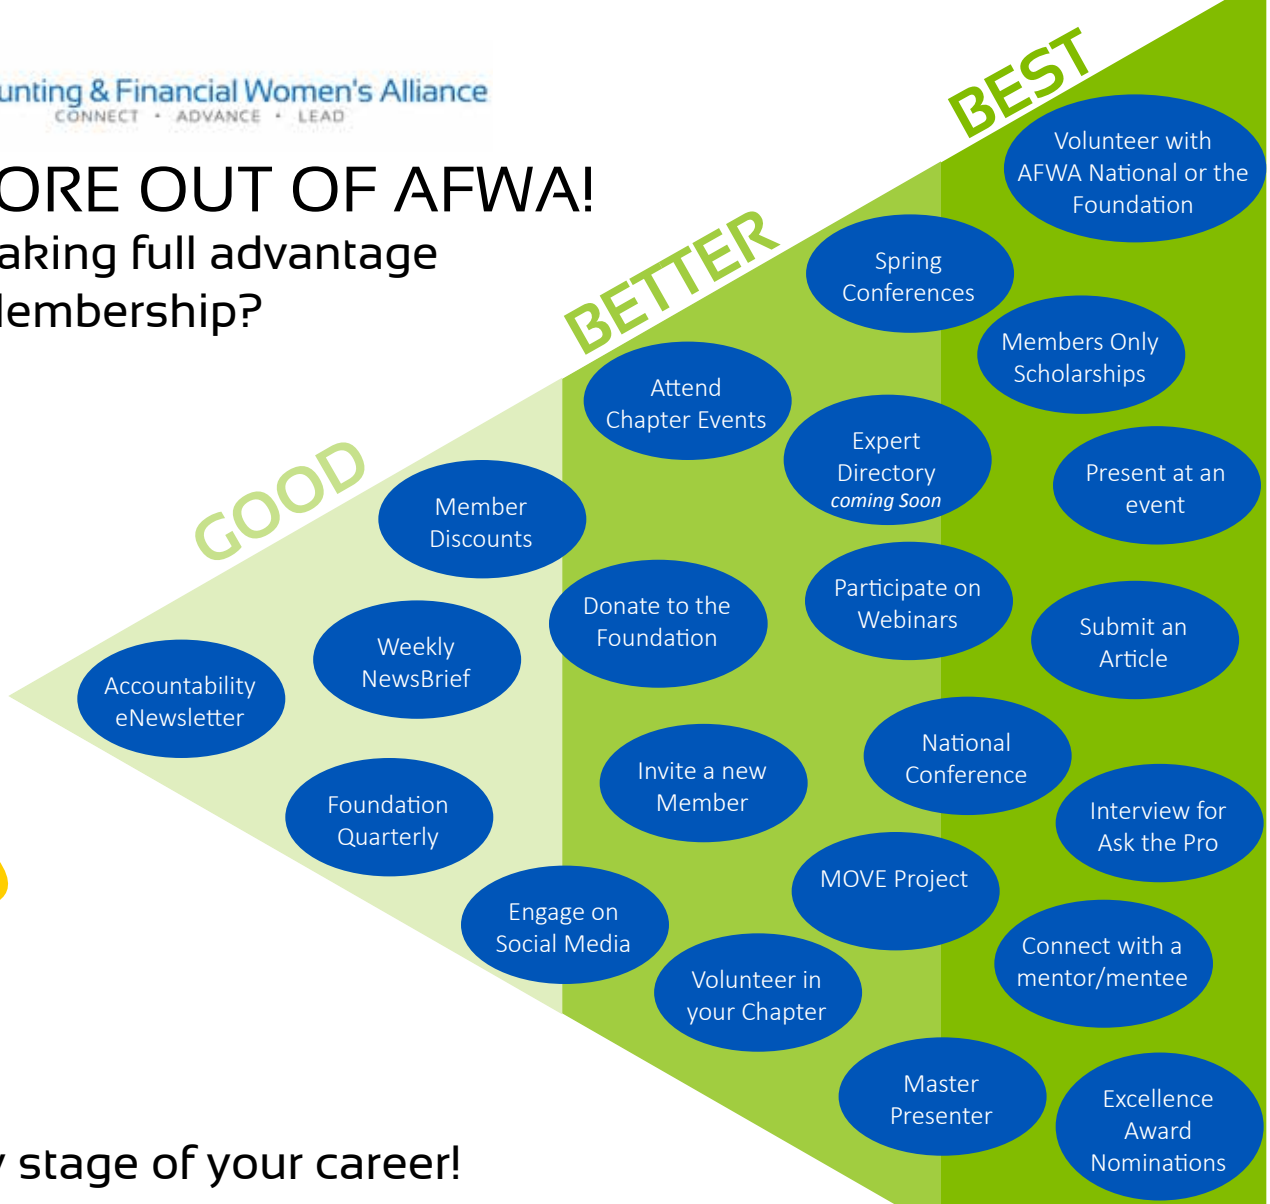 unting & Financial Women's Alliance
CONNECT • ADVANCE • LEAD
ORE OUT OF AFWA!
aking full advantage
embership?
GOOD
BETTER
BEST
Accountability
eNewsletter
Weekly
NewsBrief
Foundation
Quarterly
Member
Discounts
Engage on
Social Media
Attend
Chapter Events
Donate to the
Foundation
Invite a new
Member
Volunteer in
your Chapter
Spring
Conferences
Expert
Directory
coming Soon
Participate on
Webinars
National
Conference
MOVE Project
Master
Presenter
Volunteer with
AFWA National or the
Foundation
Members Only
Scholarships
Present at an
event
Submit an
Article
Interview for
Ask the Pro
Connect with a
mentor/mentee
Excellence
Award
Nominations
y stage of your career!